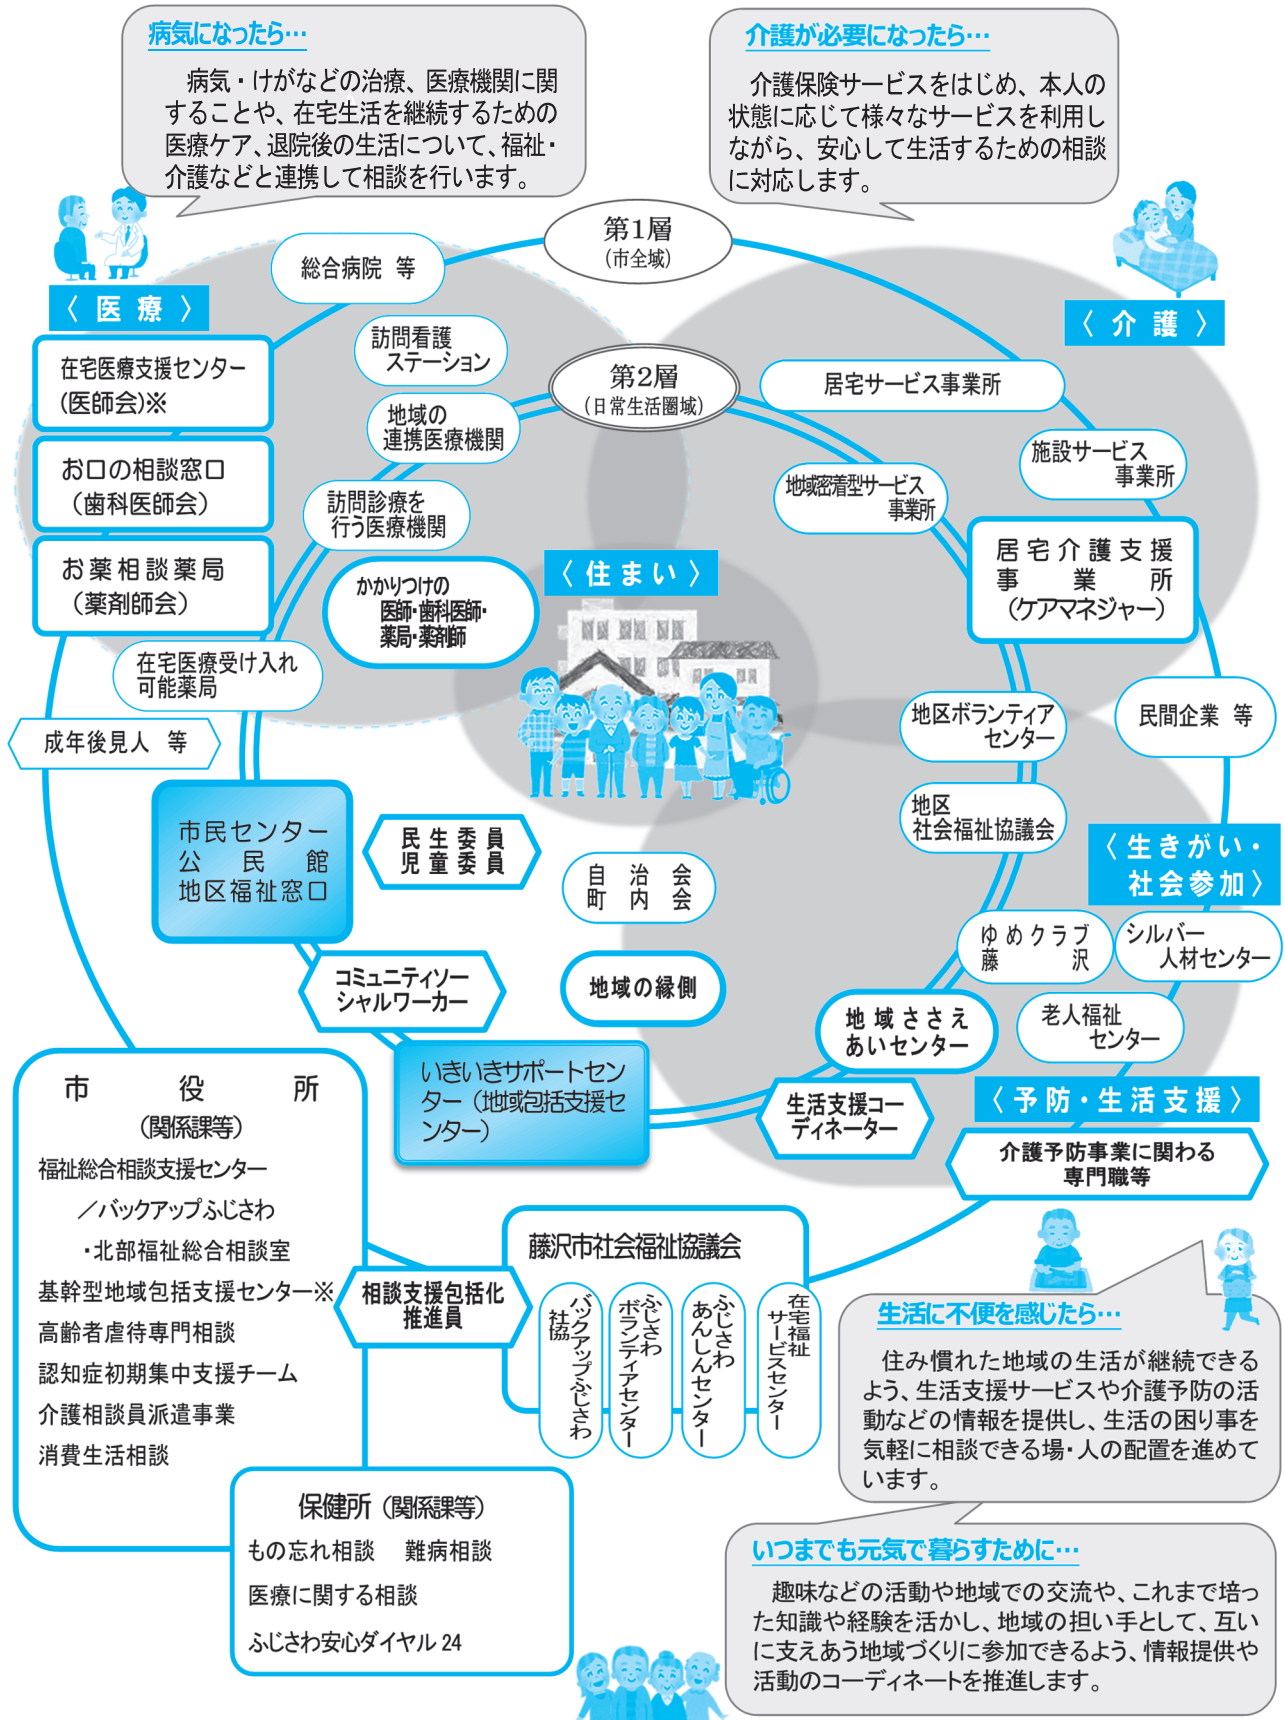 病気になったら…
病気・けがなどの治療、医療機関に関
することや、在宅生活を継続するための
医療ケア、退院後の生活について、福祉・
介護などと連携して相談を行います。
介護が必要になったら…
介護保険サービスをはじめ、本人の
状態に応じて様々なサービスを利用し
ながら、安心して生活するための相談
に対応します。
第1層
(市全域)
総合病院 等
〈医療〉
〈介護〉
訪問看護
ステーション
在宅医療支援センター
(医師会)※
第2層
(日常生活圏域)
居宅サービス事業所
地域の
連携医療機関
施設サービス
事業所
お口の相談窓口
(歯科医師会)
地域密着型サービス
事業所
訪問診療を
行う医療機関
居宅介護支援
事業所
(ケアマネジャー)
お薬相談薬局
(薬剤師会)
〈住まい〉
かかりつけの
医師・歯科医師・
薬局・薬剤師
在宅医療受け入れ
可能薬局
成年後見人 等
地区ボランティア
センター
民間企業 等
市民センター
公民館
地区福祉窓口
民生委員
児童委員
地区
社会福祉協議会
〈生きがい・
社会参加〉
自治会
町内会
ゆめクラブ
藤沢
シルバー
人材センター
コミュニティソー
シャルワーカー
地域の縁側
地域ささえ
あいセンター
老人福祉
センター
いきいきサポートセン
ター(地域包括支援セ
ンター)
生活支援コー
ディネーター
〈予防・生活支援〉
介護予防事業に関わる
専門職等
市役所
(関係課等)
福祉総合相談支援センター
／バックアップふじさわ
・北部福祉総合相談室
基幹型地域包括支援センター※
高齢者虐待専門相談
認知症初期集中支援チーム
介護相談員派遣事業
消費生活相談
相談支援包括化
推進員
藤沢市社会福祉協議会
バックアップふじさわ
社協
ふじさわ
ボランティアセンター
ふじさわ
あんしんセンター
在宅福祉
サービスセンター
生活に不便を感じたら…
住み慣れた地域の生活が継続できる
よう、生活支援サービスや介護予防の活
動などの情報を提供し、生活の困り事を
気軽に相談できる場・人の配置を進めて
います。
保健所(関係課等)
もの忘れ相談 難病相談
医療に関する相談
ふじさわ安心ダイヤル24
いつまでも元気で暮らすために…
趣味などの活動や地域での交流や、これまで培っ
た知識や経験を活かし、地域の担い手として、互い
に支えあう地域づくりに参加できるよう、情報提供や
活動のコーディネートを推進します。